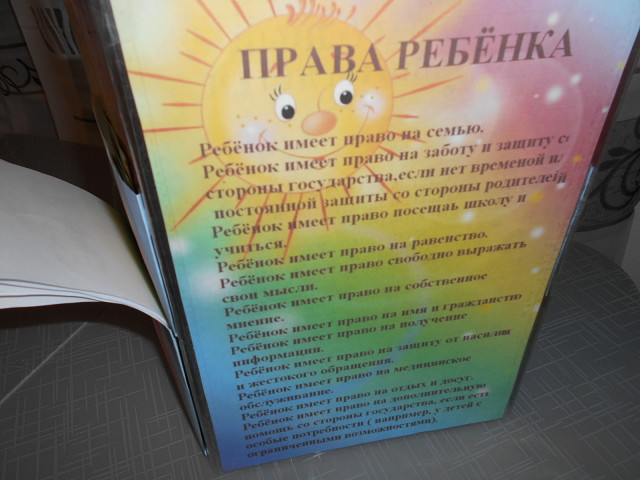 ПРАВА РЕБЁНКА
Ребёнок имеет право на семью.
Ребёнок имеет право на заботу и защиту со
стороны государства,если нет временой или
постоянной защиты со стороны родителей
Ребёнок имеет право посещаь школу и
учиться.
Ребёнок имеет право на равенство.
Ребёнок имеет право свободно выражать
свои мысли.
Ребёнок имеет право на собственное
мнение.
Ребёнок имеет право на имя и гражданство
Ребёнок имеет право на получение
информации.
Ребёнок имеет право на защиту от насилия
и жестокого обращения.
Ребёнок имеет право на медицинское
обслуживание.
Ребёнок имеет право на отдых и досуг.
Ребёнок имеет право на дополнительную
помощь со стороны государства, если есть
особые потребности ( например, у детей с
ограниченными возможностями).